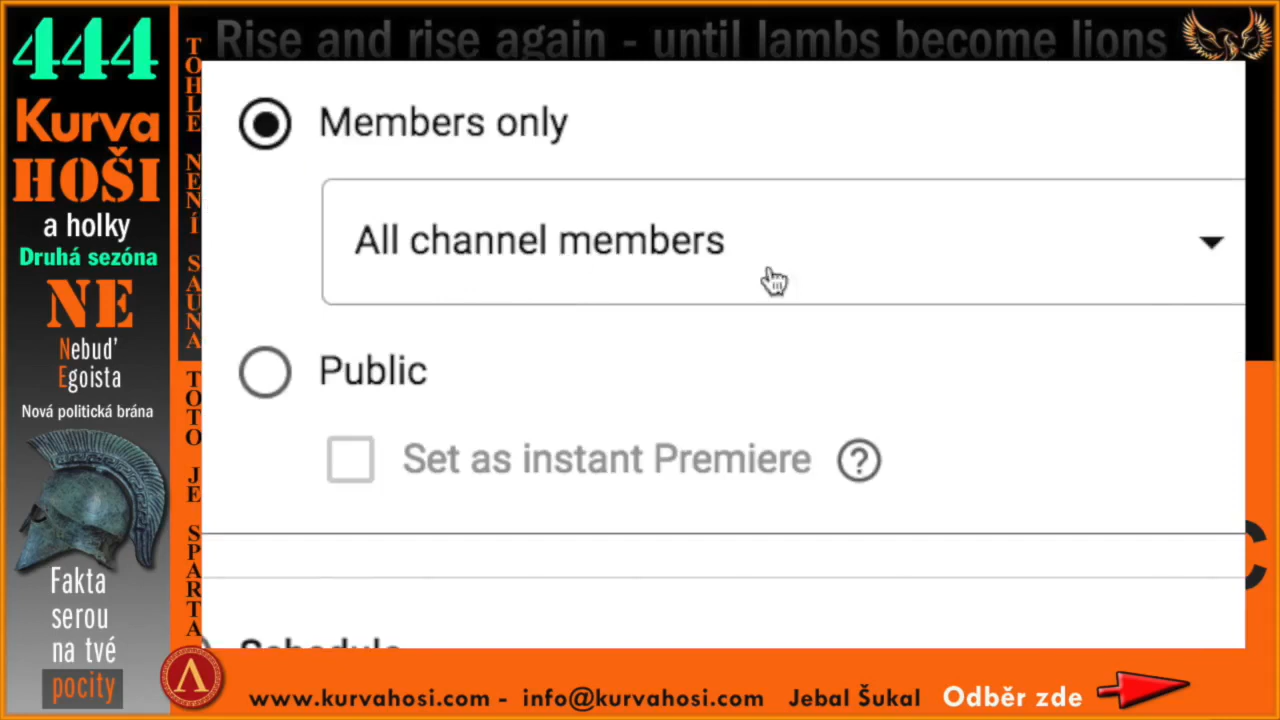 444
Kurva
HOŠI
a holky
Druhá sezóna
NE
Nebuď
Egoista
Nová politická brána
Fakta
serou
na tvé
pocity
TOHLE NENÍ SAUNA TOTO JE SPARTA
Rise and rise again - until lambs become lions
Members only
All channel members
Public
Set as instant Premiere ?
Schedule
Λ
www.kurvahosi.com - info@kurvahosi.com Jebal Šukal Odběr zde